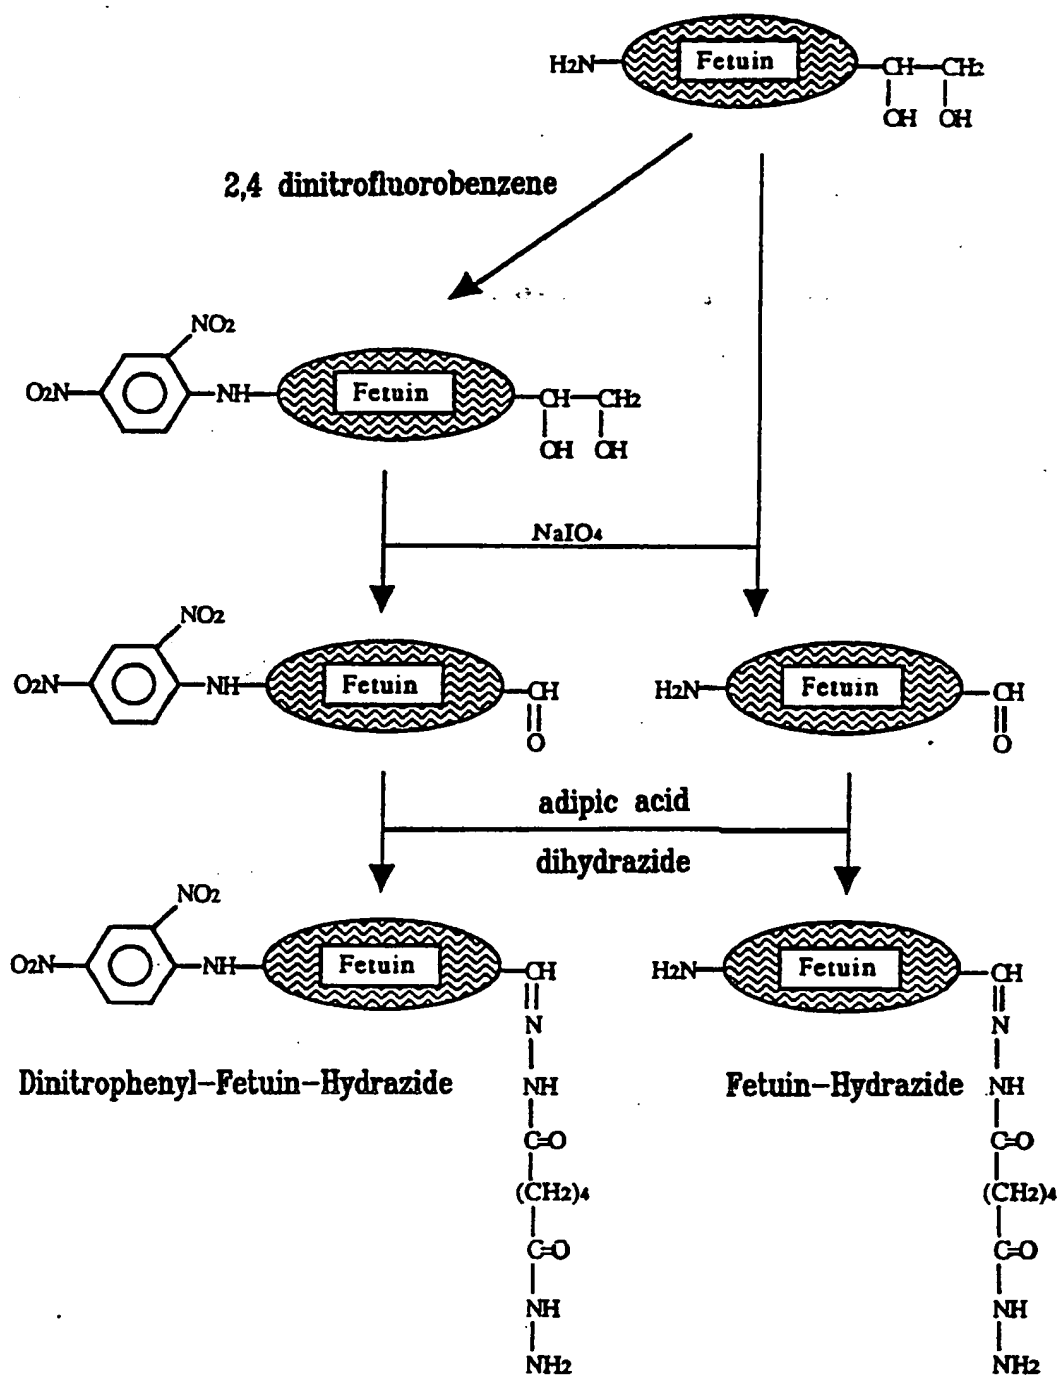 H2N Fetuin CH CH2
OH OH
2,4 dinitrofluorobenzene
NO2
O2N NH Fetuin CH CH2
OH OH
NaIO4
NO2
O2N NH Fetuin CH
O
H2N Fetuin CH
O
adipic acid
dihydrazide
NO2
O2N NH Fetuin CH
N
Dinitrophenyl-Fetuin-Hydrazide
NH
C=O
(CH2)4
C=O
NH
NH2
H2N Fetuin CH
N
Fetuin-Hydrazide
NH
C=O
(CH2)4
C=O
NH
NH2